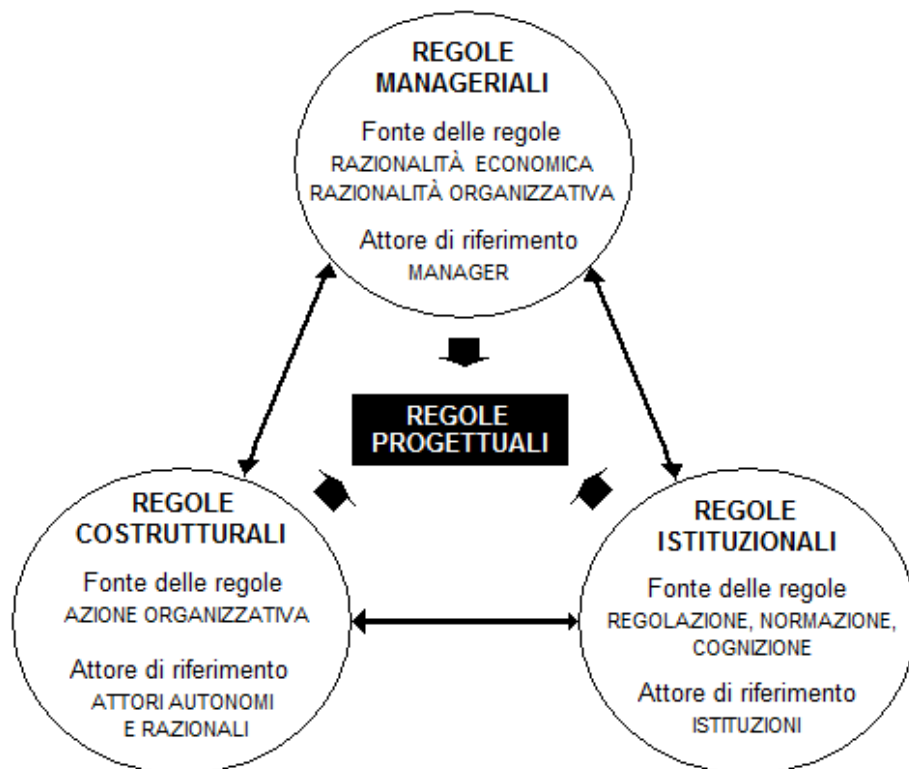 REGOLE
MANAGERIALI
Fonte delle regole
RAZIONALITÀ ECONOMICA
RAZIONALITÀ ORGANIZZATIVA
Attore di riferimento
MANAGER
REGOLE
PROGETTUALI
REGOLE
COSTRUTTURALI
Fonte delle regole
AZIONE ORGANIZZATIVA
Attore di riferimento
ATTORI AUTONOMI
E RAZIONALI
REGOLE
ISTITUZIONALI
Fonte delle regole
REGOLAZIONE, NORMAZIONE,
COGNIZIONE
Attore di riferimento
ISTITUZIONI